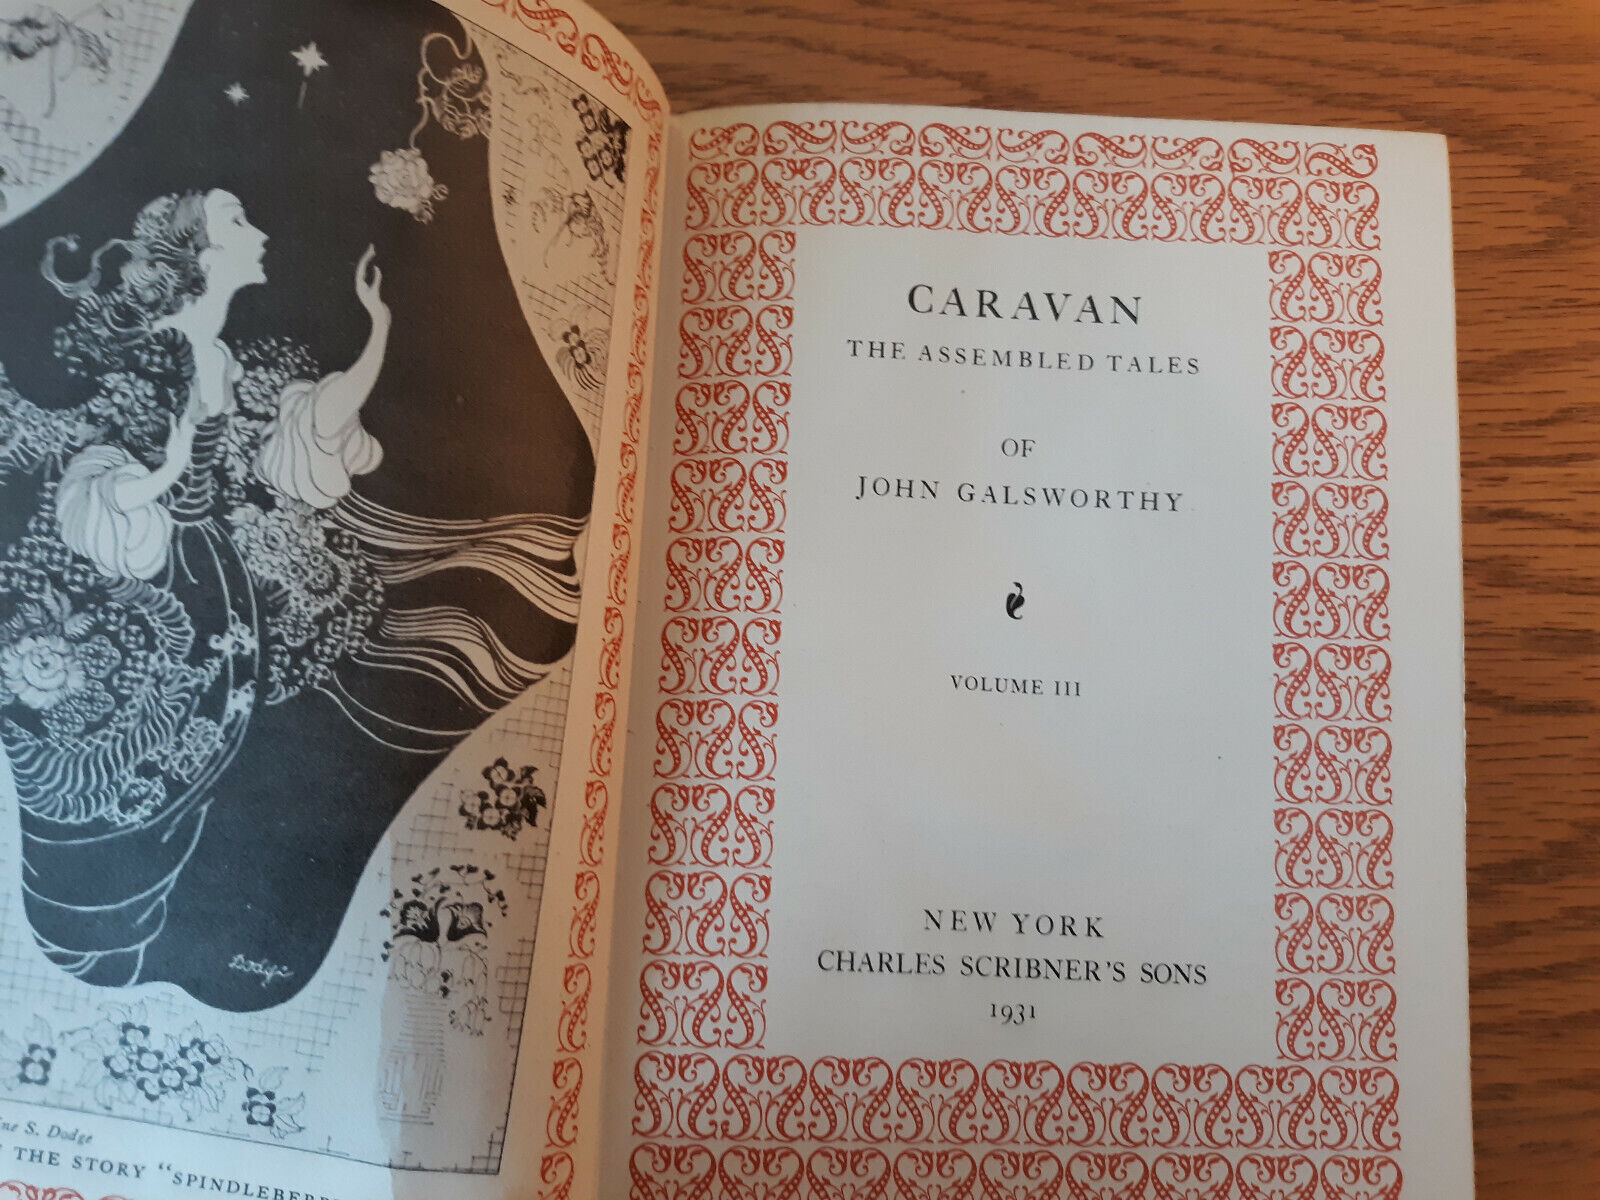 Dodge
S. Dodge
THE STORY "SPINDLEBERR
CARAVAN
THE ASSEMBLED TALES
OF
JOHN GALSWORTHY
VOLUME III
NEW YORK
CHARLES SCRIBNER'S SONS
1931